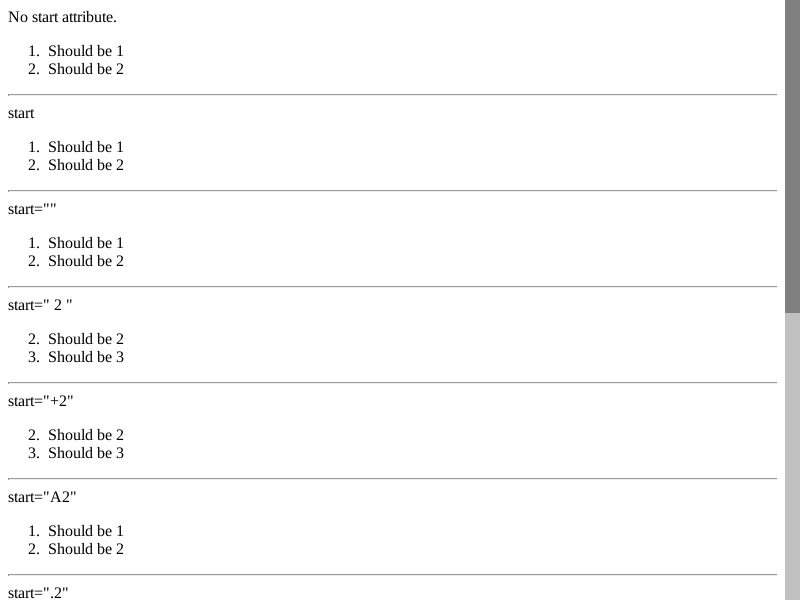 No start attribute.
1. Should be 1
2. Should be 2
start
1. Should be 1
2. Should be 2
start=""
1. Should be 1
2. Should be 2
start=" 2 "
2. Should be 2
3. Should be 3
start="+2"
2. Should be 2
3. Should be 3
start="A2"
1. Should be 1
2. Should be 2
start=".2"